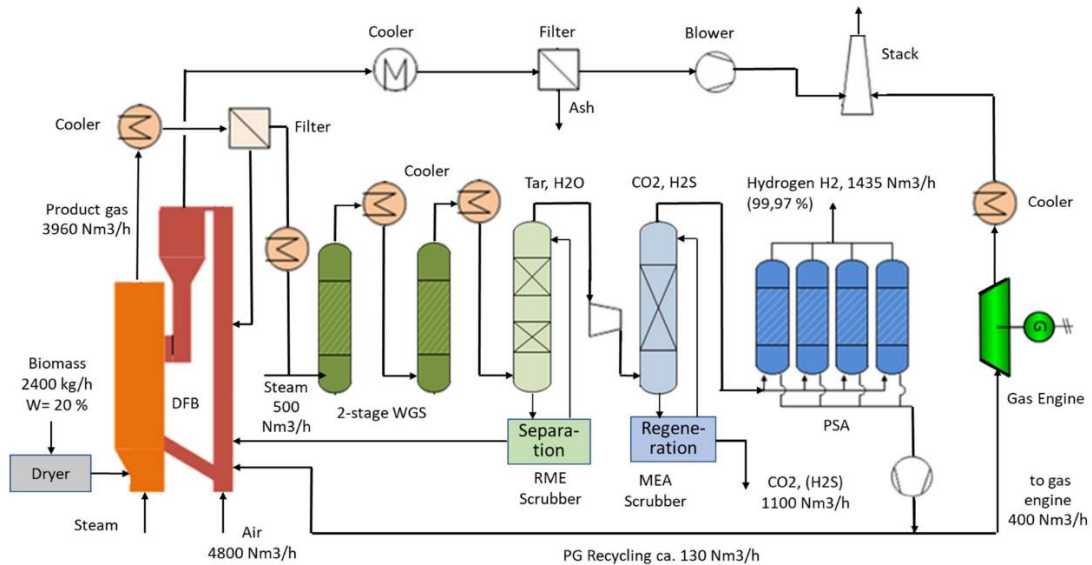 Cooler
Filter
Blower
Stack
Ash
Cooler
Filter
Cooler
Tar, H2O
CO2, H2S
Hydrogen H2, 1435 Nm3/h
(99,97 %)
Cooler
Product gas
3960 Nm3/h
G
Biomass
2400 kg/h
W= 20 %
DFB
Steam
500
Nm3/h
2-stage WGS
PSA
Gas Engine
Separa-
tion
Regene-
ration
Dryer
RME
Scrubber
MEA
Scrubber
CO2, (H2S)
1100 Nm3/h
to gas
engine
400 Nm3/h
Steam
Air
4800 Nm3/h
PG Recycling ca. 130 Nm3/h